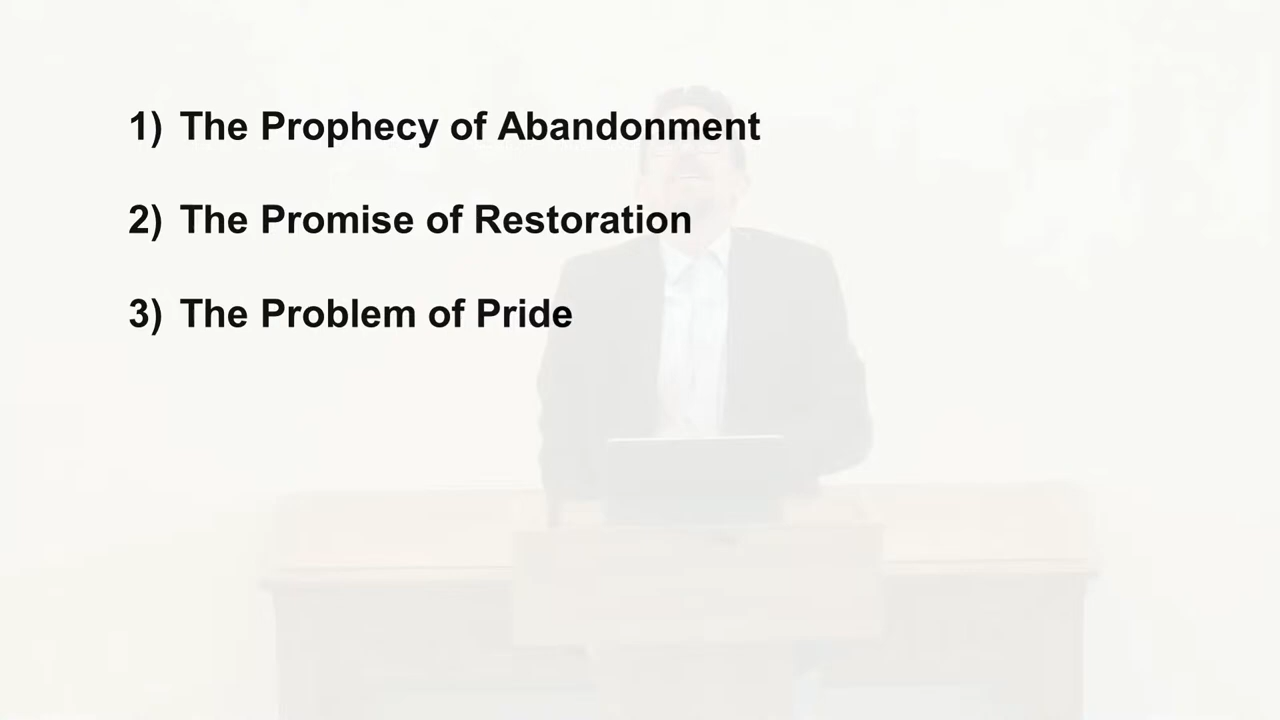 1) The Prophecy of Abandonment
2) The Promise of Restoration
3) The Problem of Pride